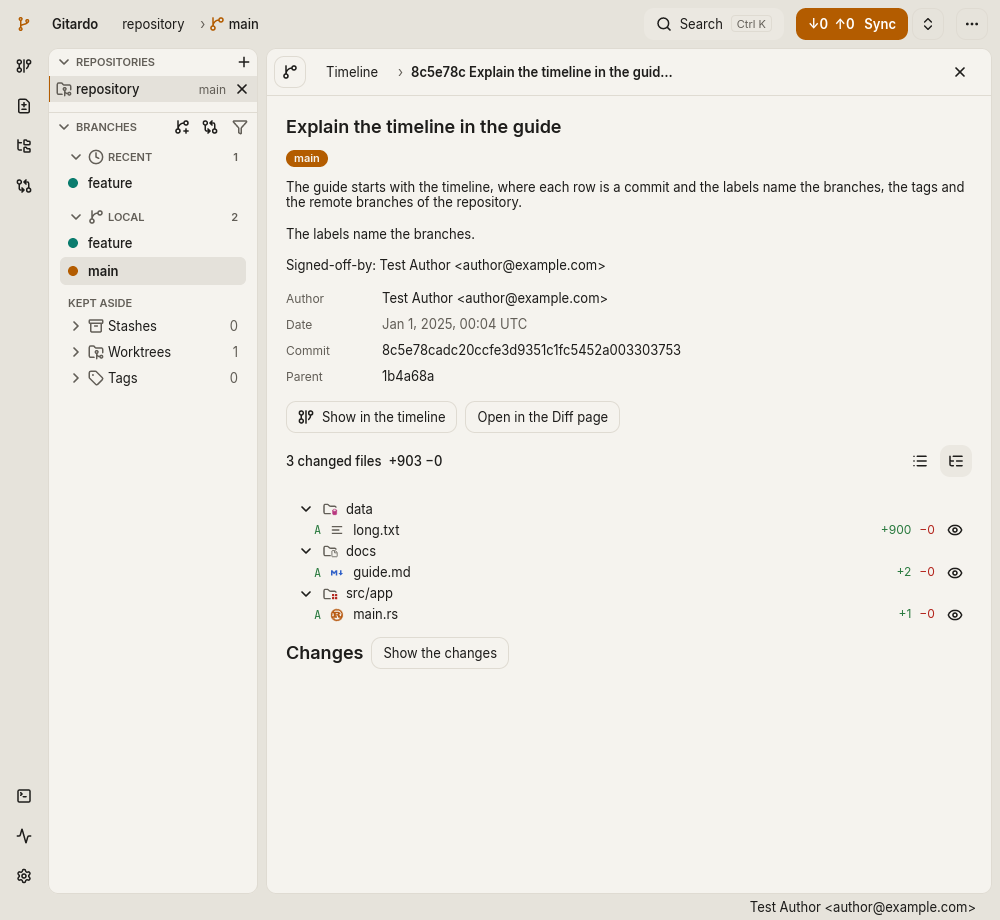 Gitardo repository › main Search Ctrl K ↓0 ↑0 Sync
REPOSITORIES
repository main
BRANCHES
RECENT 1
feature
LOCAL 2
feature
main
KEPT ASIDE
Stashes 0
Worktrees 1
Tags 0
Timeline › 8c5e78c Explain the timeline in the guid...
Explain the timeline in the guide
main
The guide starts with the timeline, where each row is a commit and the labels name the branches, the tags and
the remote branches of the repository.
The labels name the branches.
Signed-off-by: Test Author <author@example.com>
Author Test Author <author@example.com>
Date Jan 1, 2025, 00:04 UTC
Commit 8c5e78cadc20ccfe3d9351c1fc5452a003303753
Parent 1b4a68a
Show in the timeline Open in the Diff page
3 changed files +903 −0
data
A long.txt +900 −0
docs
A guide.md +2 −0
src/app
A main.rs +1 −0
Changes Show the changes
Test Author <author@example.com>